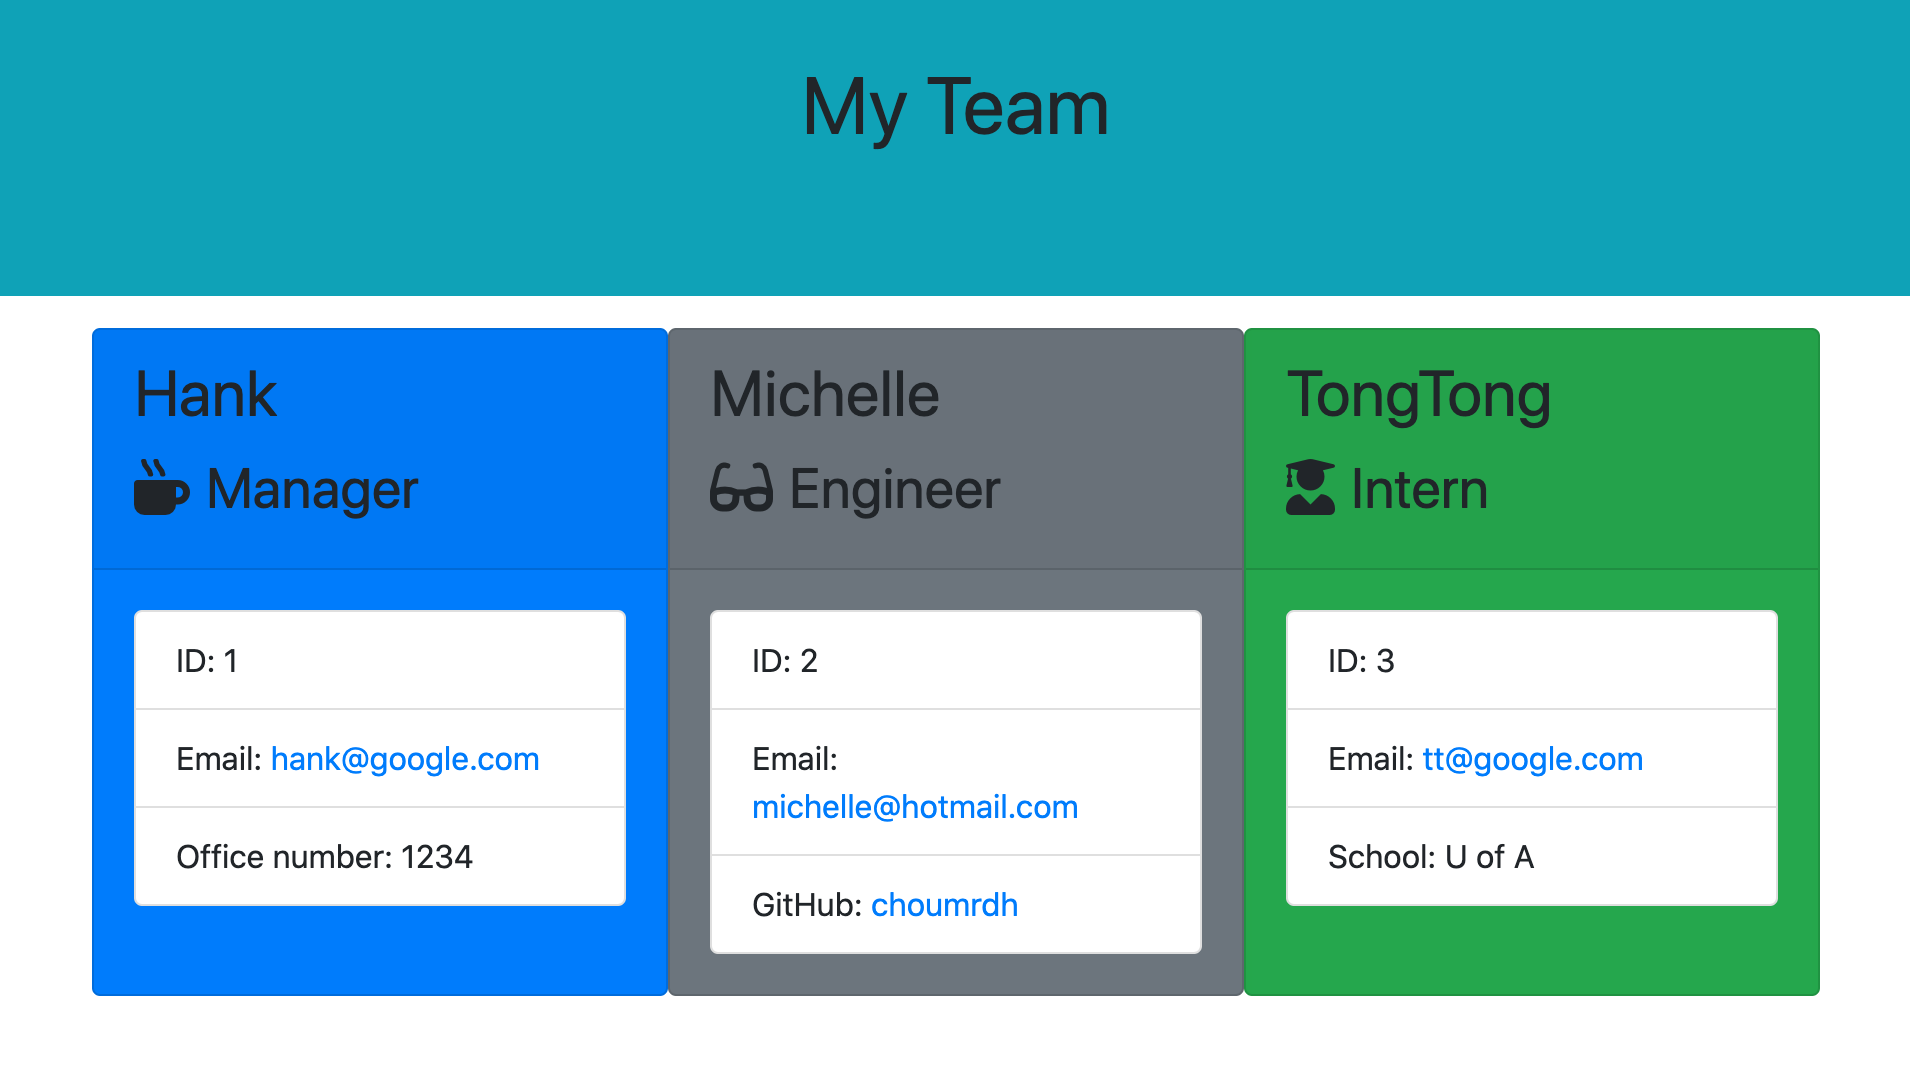 My Team
Hank
Manager
ID: 1
Email: hank@google.com
Office number: 1234
Michelle
Engineer
ID: 2
Email:
michelle@hotmail.com
GitHub: choumrdh
TongTong
Intern
ID: 3
Email: tt@google.com
School: U of A